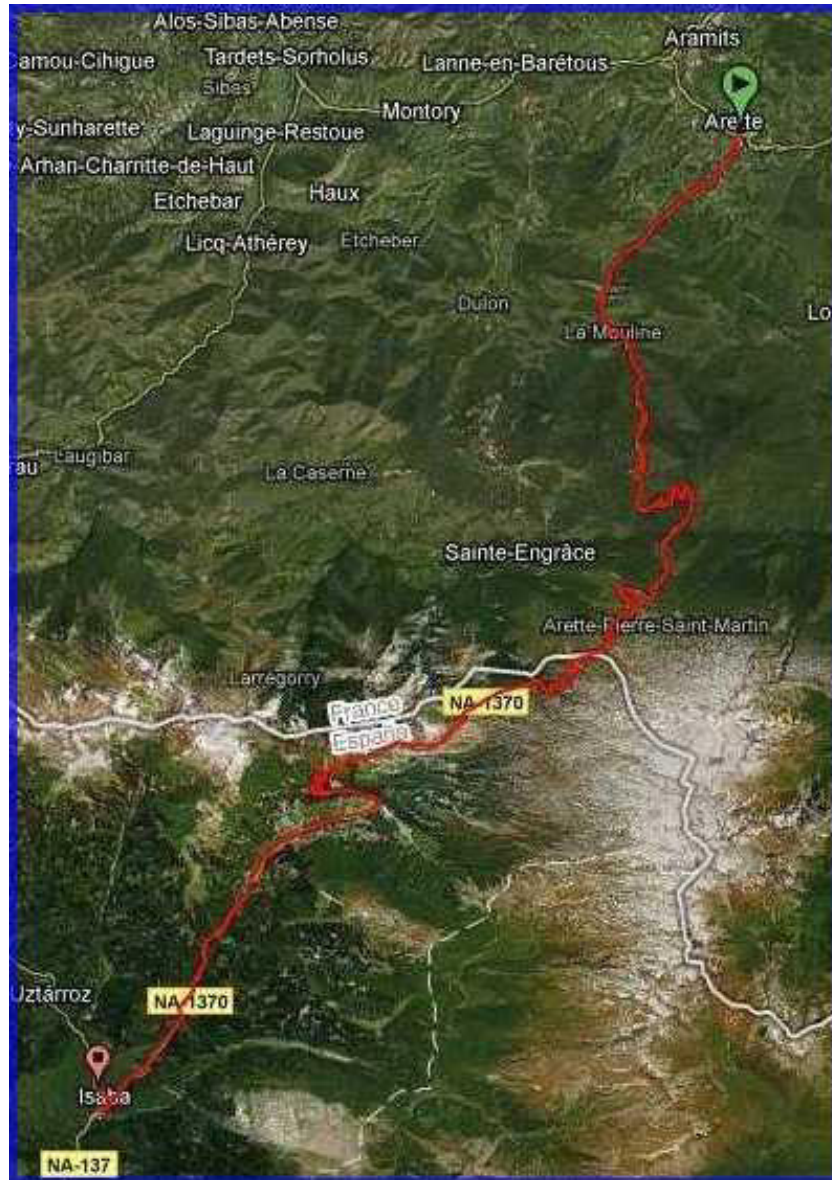 Alos-Sibas-Abense
Aramits
Camou-Cihigue
Tardets-Sorholus
Lanne-en-Barétous
Sibas
Montory
Arette
y-Sunharette
Laguinge-Restoue
Arhan-Charritte-de-Haut
Etchebar
Haux
Licq-Athérey
Etcheber
Dulon
Lo
La Mouline
Laugibar
rau
La Caserne
Sainte-Engrâce
Arette-Pierre-Saint-Martin
Larregorry
France
España
NA-1370
Uztárroz
NA-1370
Isaba
NA-137